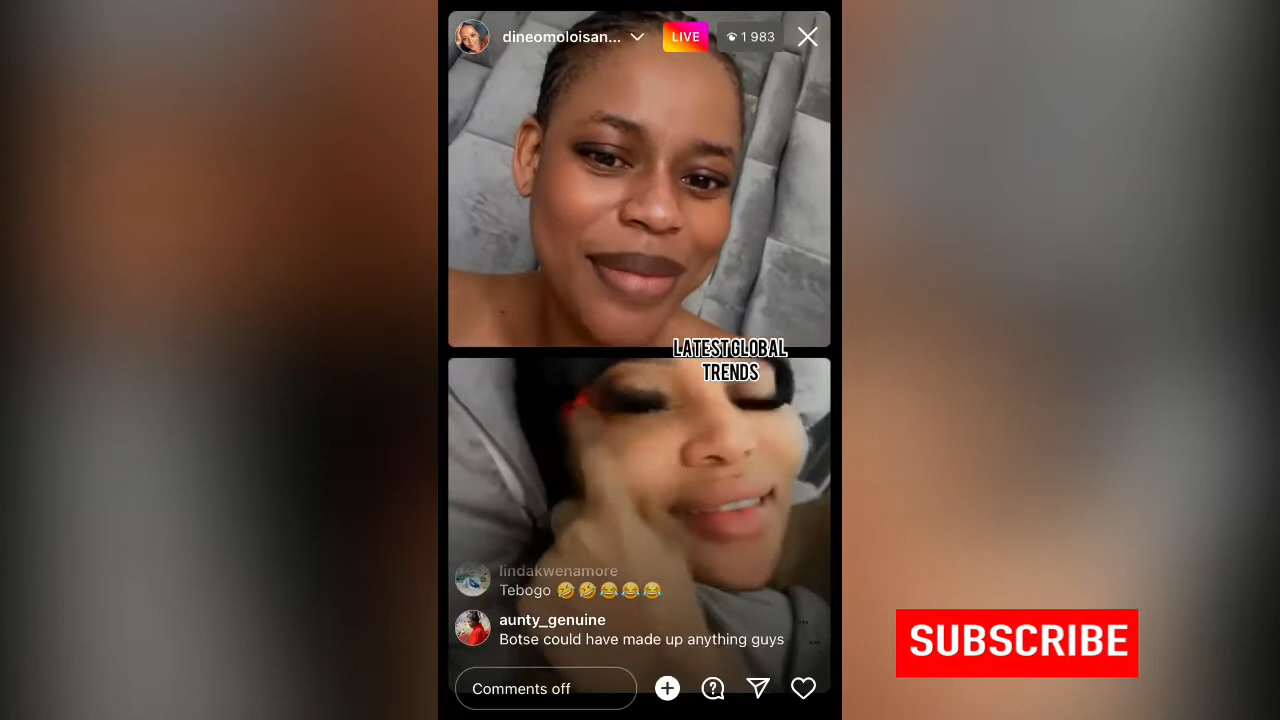 dineomoloisan...
LIVE
1 983
LATEST GLOBAL
TRENDS
lindakwenamore
Tebogo 🤣🤣😂😂😂
aunty_genuine
Botse could have made up anything guys
Comments off
SUBSCRIBE